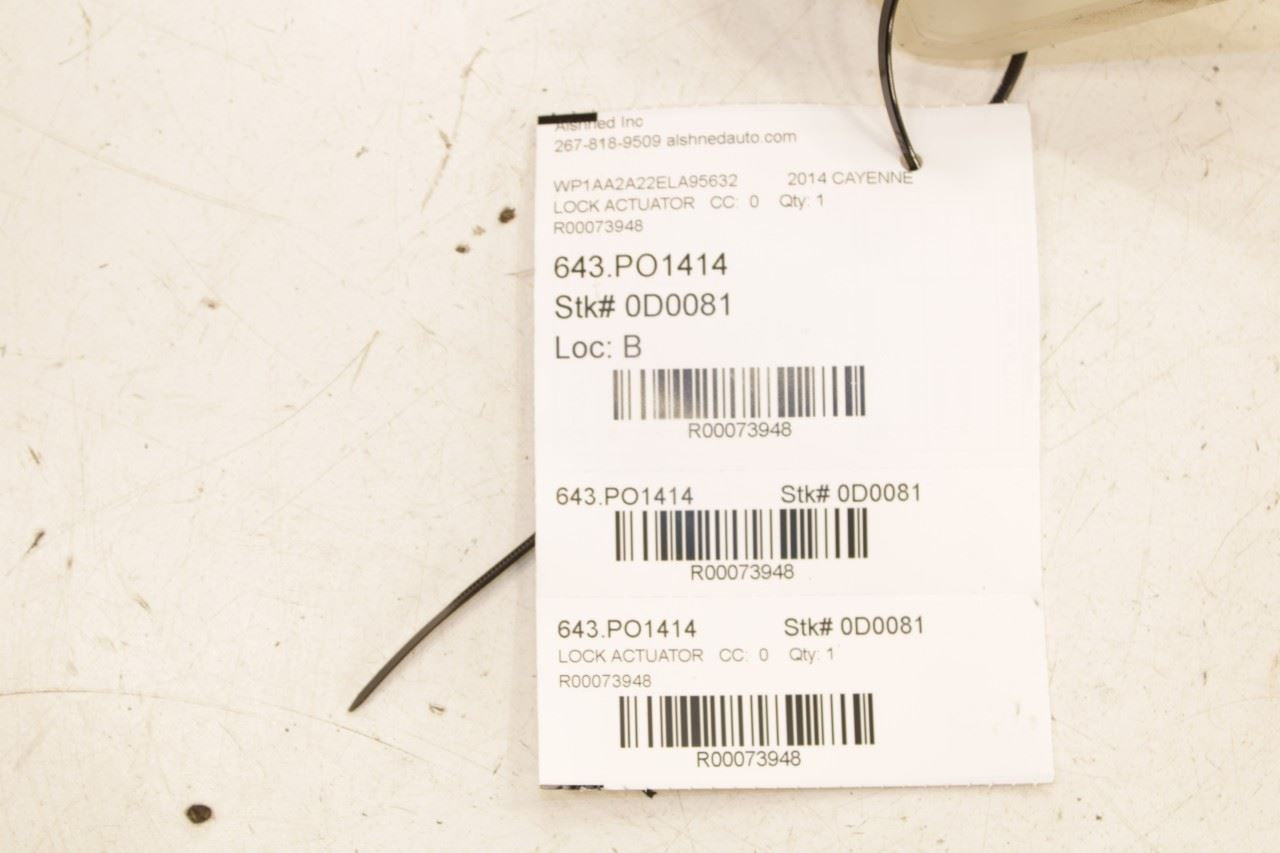 Alshned Inc
267-818-9509 alshnedauto.com
WP1AA2A22ELA95632 2014 CAYENNE
LOCK ACTUATOR CC: 0 Qty: 1
R00073948
643.PO1414
Stk# 0D0081
Loc: B
R00073948
643.PO1414 Stk# 0D0081
R00073948
643.PO1414 Stk# 0D0081
LOCK ACTUATOR CC: 0 Qty: 1
R00073948
R00073948